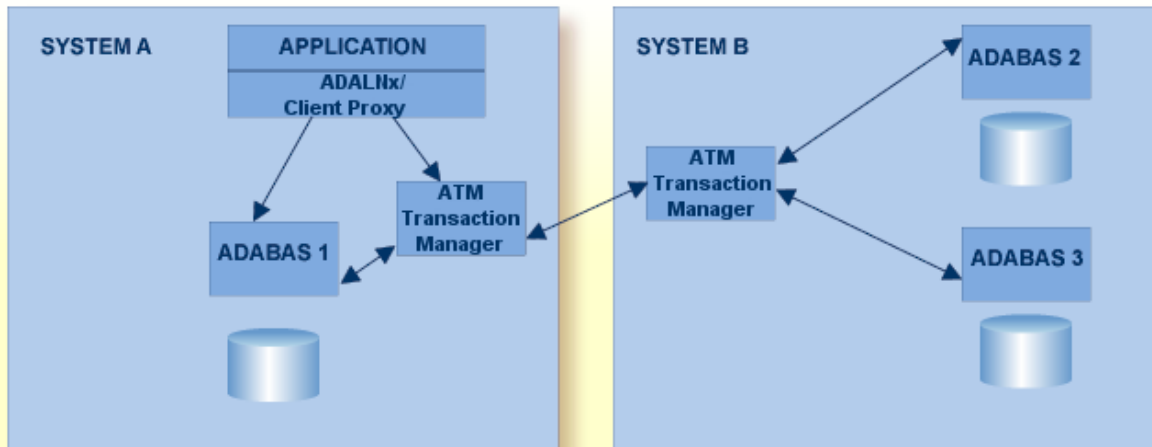 SYSTEM A
APPLICATION
ADALNx/
Client Proxy
ATM
Transaction
Manager
ADABAS 1
SYSTEM B
ADABAS 2
ATM
Transaction
Manager
ADABAS 3